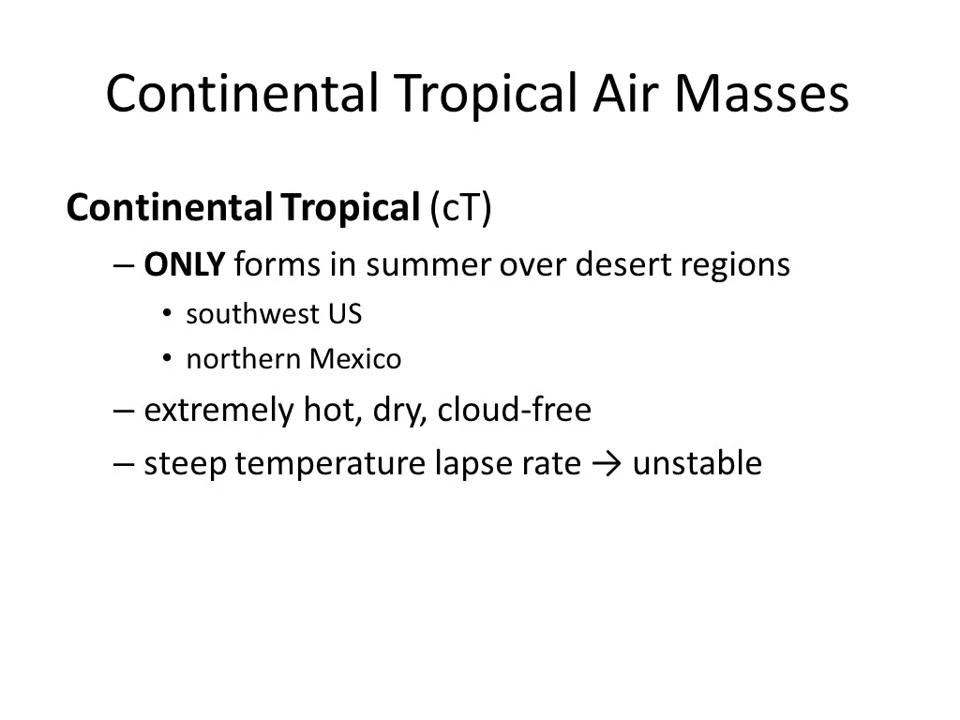 Continental Tropical Air Masses
Continental Tropical (cT)
– ONLY forms in summer over desert regions
• southwest US
• northern Mexico
– extremely hot, dry, cloud-free
– steep temperature lapse rate → unstable